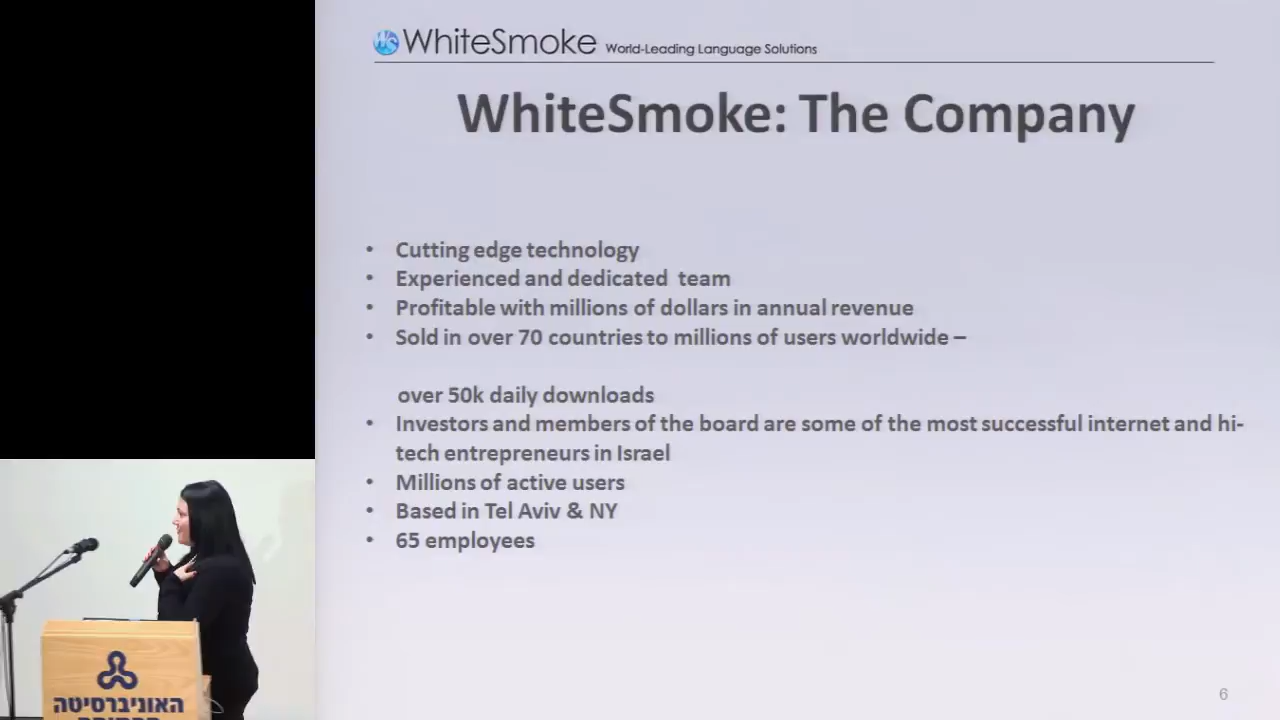 WhiteSmoke World-Leading Language Solutions
WhiteSmoke: The Company
• Cutting edge technology
• Experienced and dedicated team
• Profitable with millions of dollars in annual revenue
• Sold in over 70 countries to millions of users worldwide –
over 50k daily downloads
• Investors and members of the board are some of the most successful internet and hi-
tech entrepreneurs in Israel
• Millions of active users
• Based in Tel Aviv & NY
• 65 employees
6
האוניברסיטה